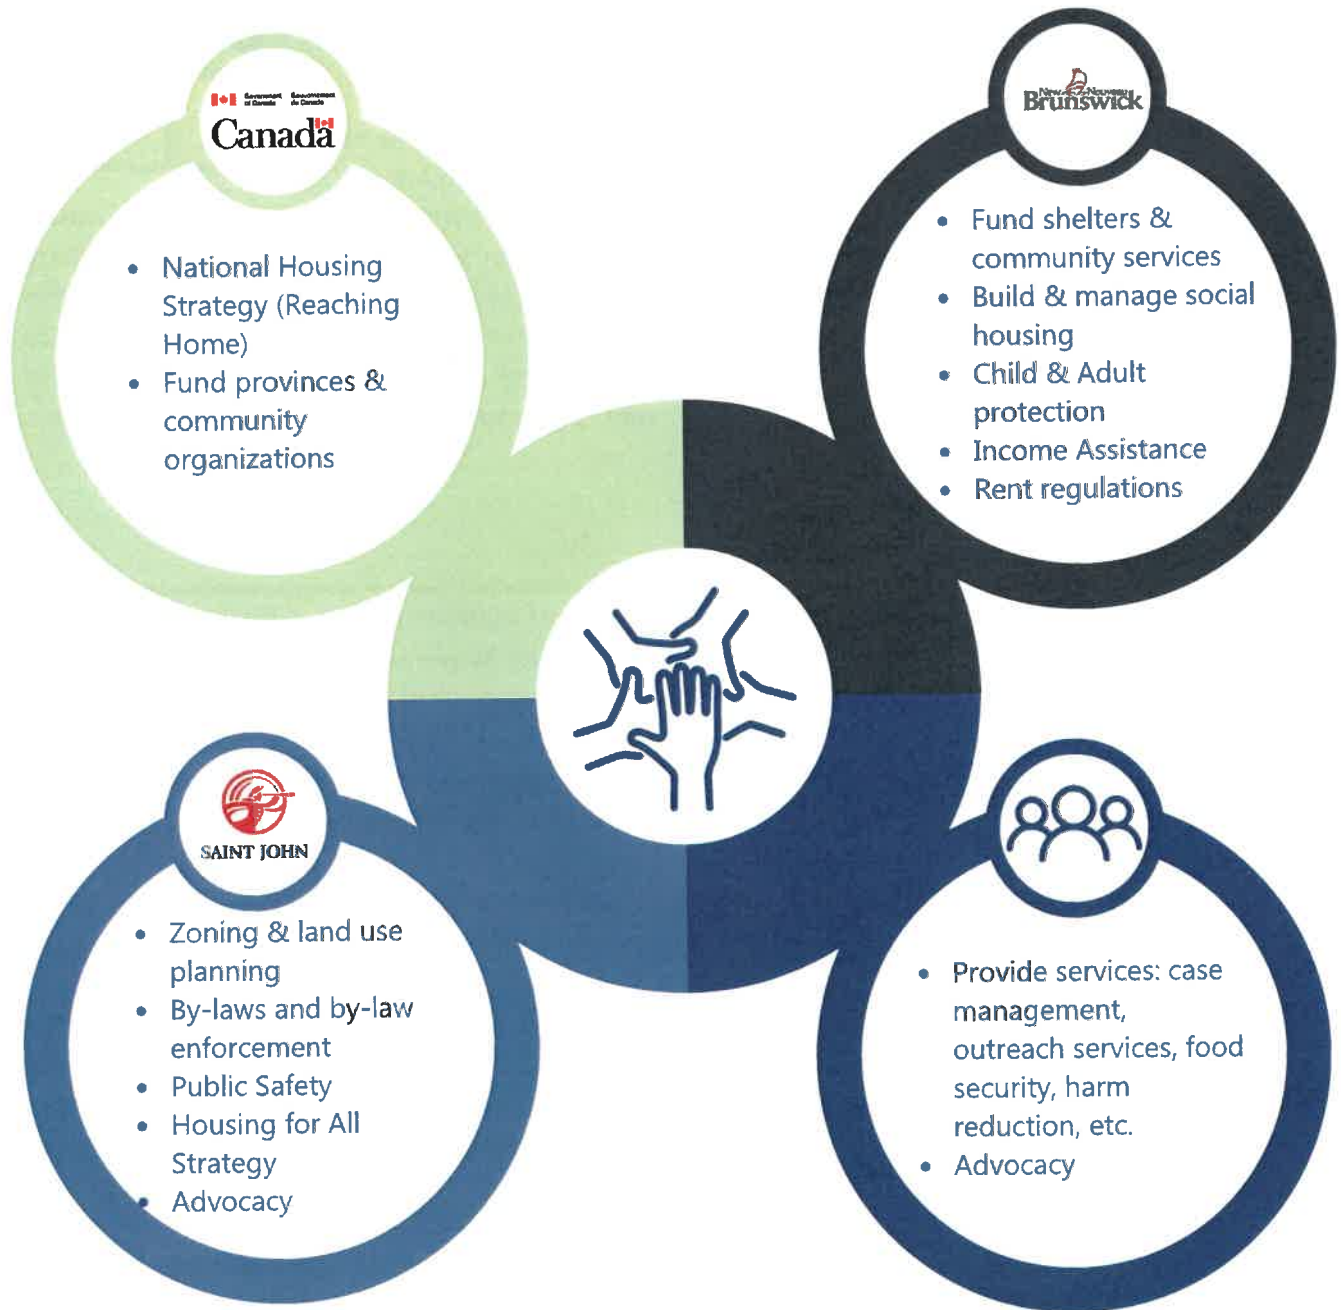 Government of Canada
Gouvernement du Canada
Canada
• National Housing
Strategy (Reaching
Home)
• Fund provinces &
community
organizations
New Nouveau
Brunswick
• Fund shelters &
community services
• Build & manage social
housing
• Child & Adult
protection
• Income Assistance
• Rent regulations
SAINT JOHN
• Zoning & land use
planning
• By-laws and by-law
enforcement
• Public Safety
• Housing for All
Strategy
• Advocacy
• Provide services: case
management,
outreach services, food
security, harm
reduction, etc.
• Advocacy